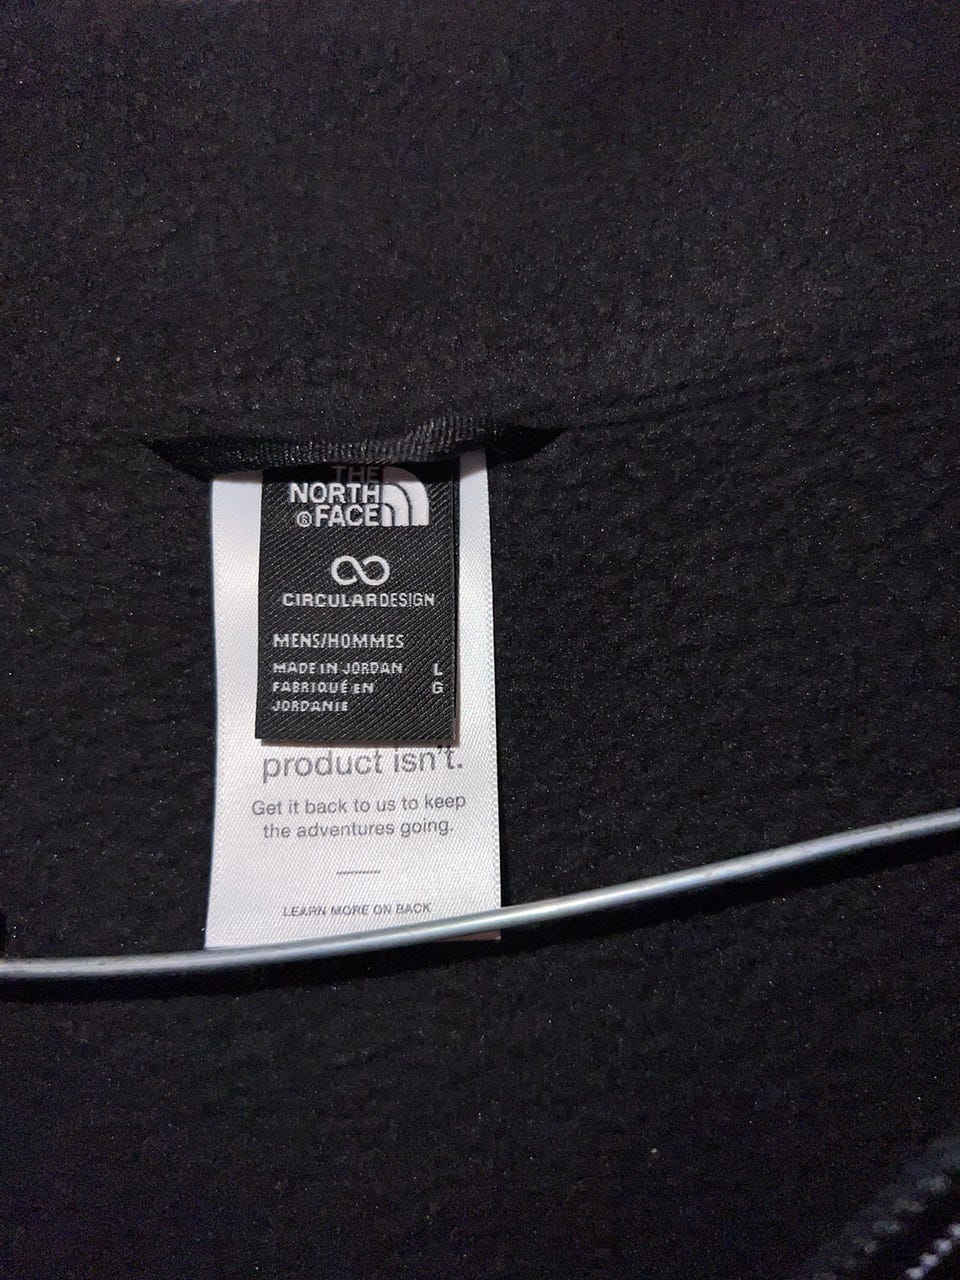 THE
NORTH
®FACE
CIRCULARDESIGN
MENS/HOMMES
MADE IN JORDAN L
FABRIQUÉ EN G
JORDANIE
product isn't.
Get it back to us to keep
the adventures going.
LEARN MORE ON BACK